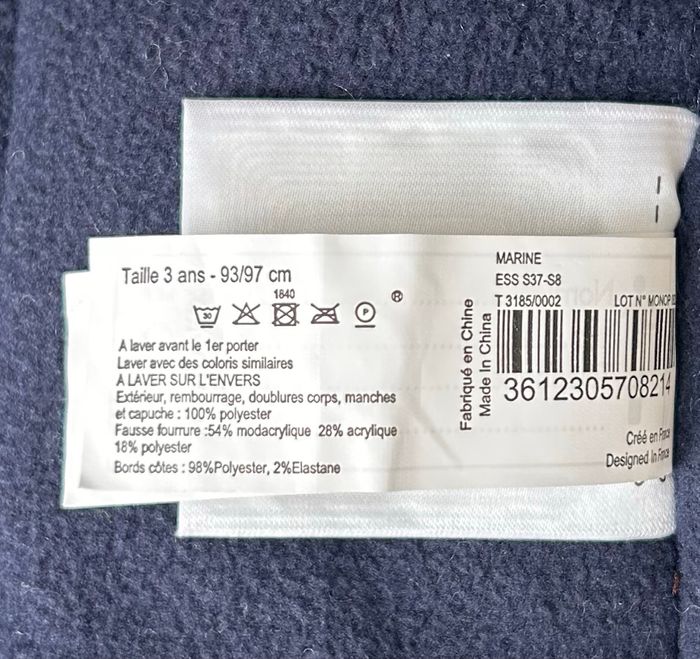 Taille 3 ans - 93/97 cm
1640
30
P
®
A laver avant le 1er porter
Laver avec des coloris similaires
A LAVER SUR L'ENVERS
Extérieur, rembourrage, doublures corps, manches
et capuche : 100% polyester
Fausse fourrure :54% modacrylique 28% acrylique
18% polyester
Bords côtes : 98%Polyester, 2%Elastane
Fabriqué en Chine
Made In China
MARINE
ESS S37-S8
T 3185/0002
LOT N° MONOP
3612305708214
Créé en France
Designed In France